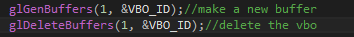 glGenBuffers(1, &VBO_ID);//make a new buffer
glDeleteBuffers(1, &VBO_ID);//delete the vbo